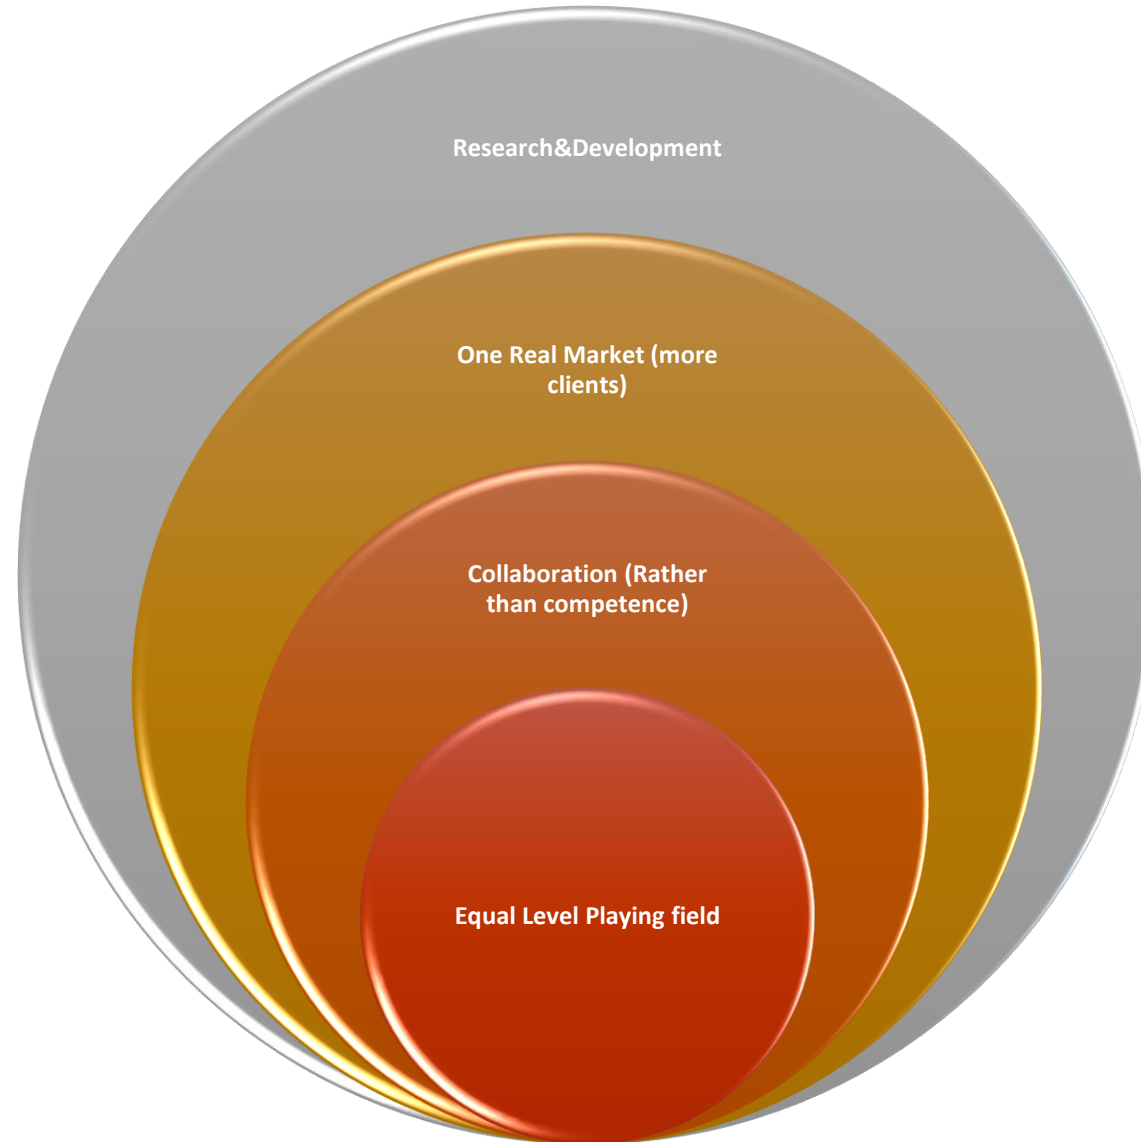 Research&Development
One Real Market (more
clients)
Collaboration (Rather
than competence)
Equal Level Playing field